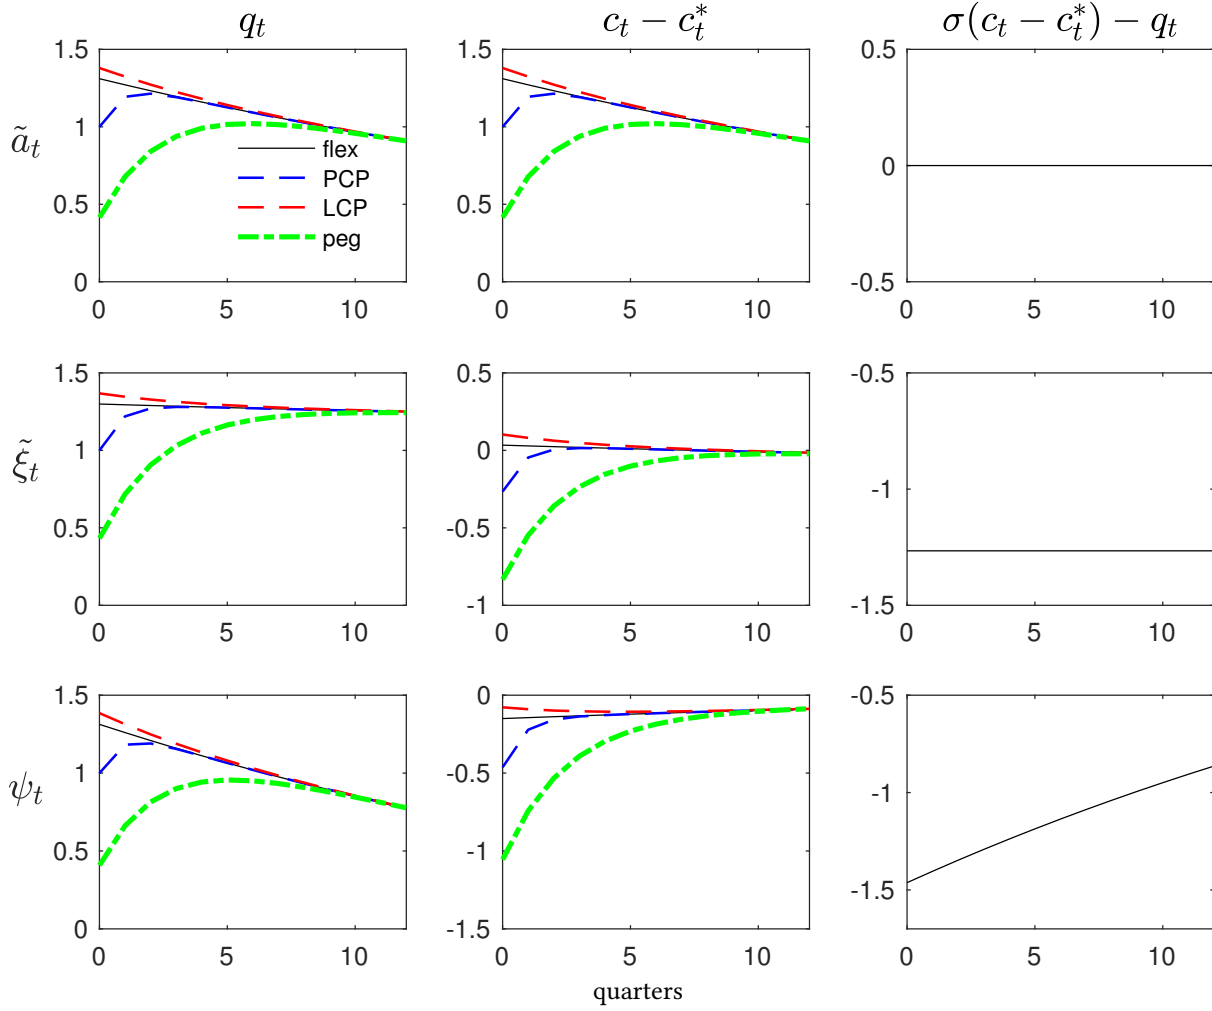 q_t c_t − c_t^* σ(c_t − c_t^*) − q_t
1.5 1.5 0.5
ã_t 1 1 0
flex
PCP
0.5 0.5
LCP
peg
0 0 -0.5
0 5 10 0 5 10 0 5 10
1.5 0.5 -0.5
ξ̃_t 1 0 -1
0.5 -0.5
0 -1 -1.5
0 5 10 0 5 10 0 5 10
1.5 0 -0.5
ψ_t 1 -0.5 -1
0.5 -1 -1.5
0 -1.5
0 5 10 0 5 10 0 5 10
quarters